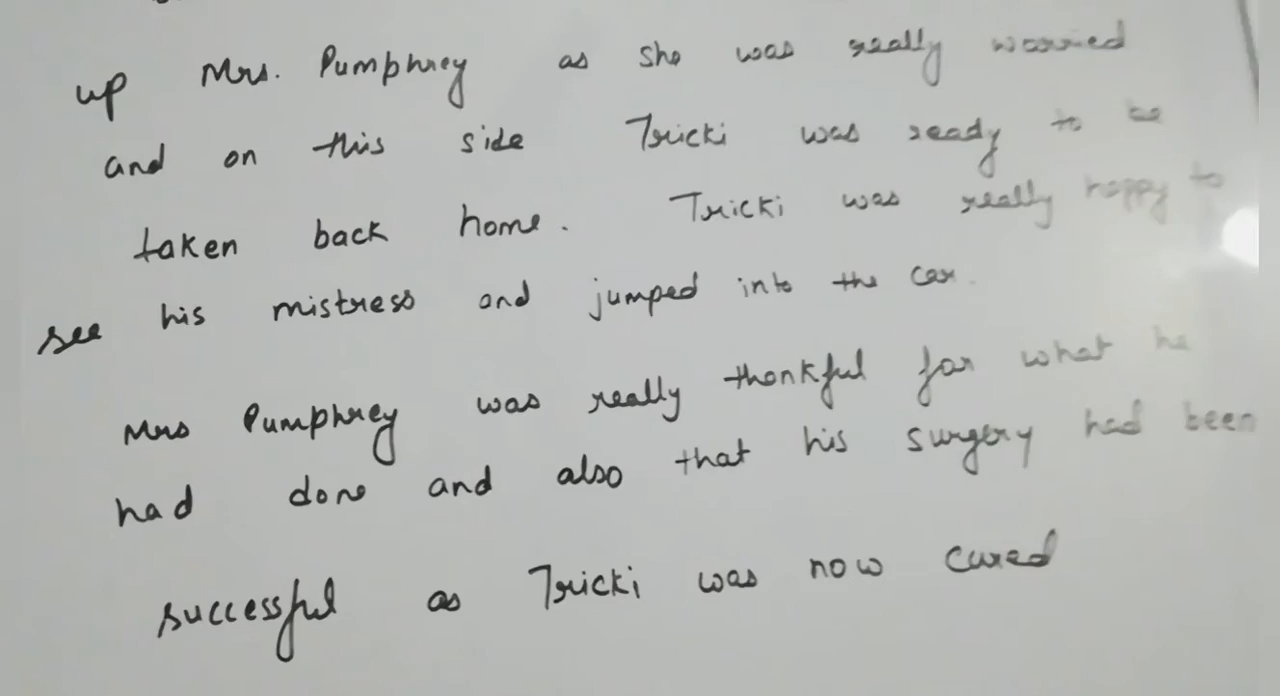 up Mrs. Pumphrey as she was really worried
and on this side Tricki was ready to be
taken back home. Tricki was really happy to
see his mistress and jumped into the car.
Mrs Pumphrey was really thankful for what he
had done and also that his surgery had been
successful as Tricki was now cured